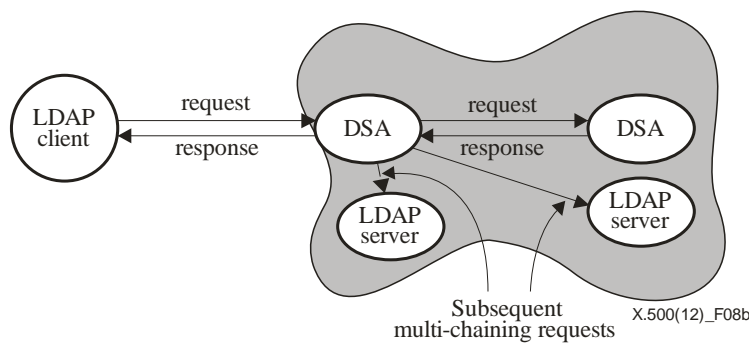 LDAP
client
request
response
DSA
request
response
DSA
LDAP
server
LDAP
server
Subsequent
multi-chaining requests
X.500(12)_F08b